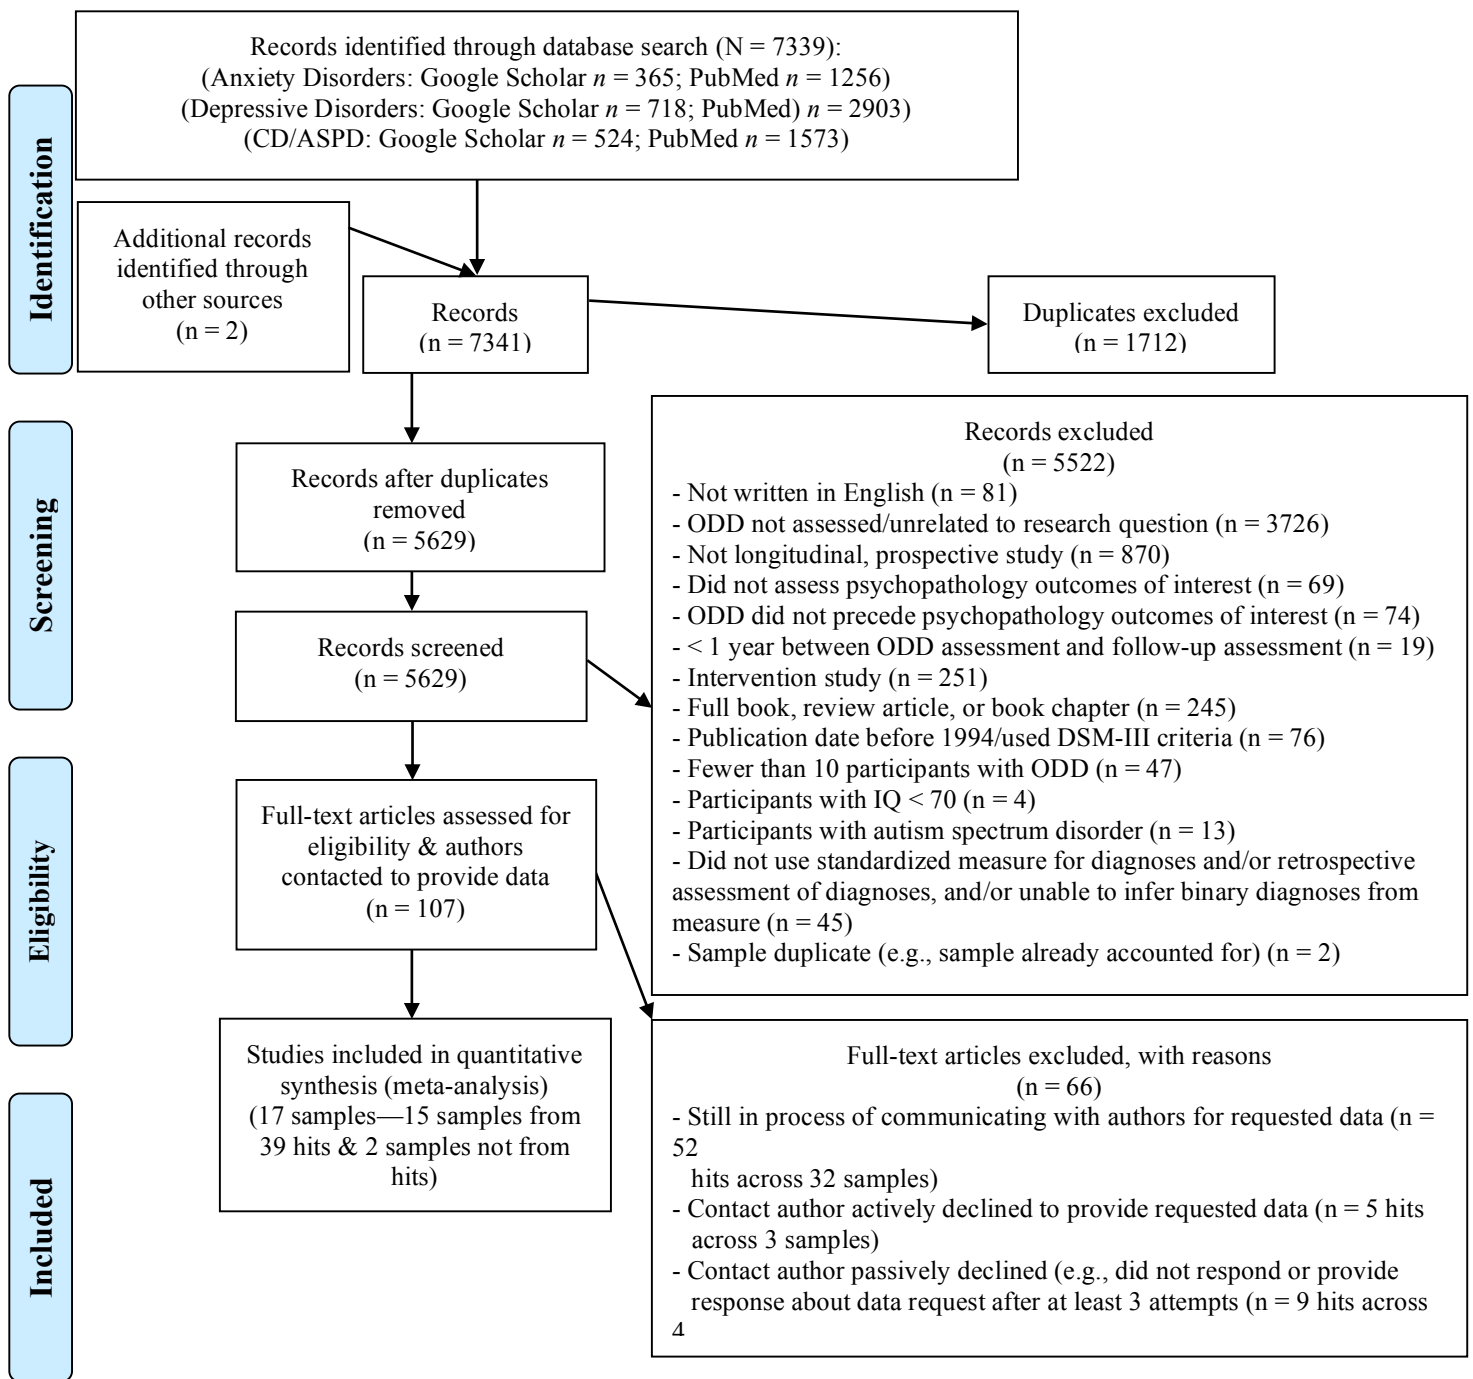 Identification
Records identified through database search (N = 7339):
(Anxiety Disorders: Google Scholar n = 365; PubMed n = 1256)
(Depressive Disorders: Google Scholar n = 718; PubMed) n = 2903)
(CD/ASPD: Google Scholar n = 524; PubMed n = 1573)
Additional records
identified through
other sources
(n = 2)
Records
(n = 7341)
Duplicates excluded
(n = 1712)
Screening
Records after duplicates
removed
(n = 5629)
Records screened
(n = 5629)
Records excluded
(n = 5522)
- Not written in English (n = 81)
- ODD not assessed/unrelated to research question (n = 3726)
- Not longitudinal, prospective study (n = 870)
- Did not assess psychopathology outcomes of interest (n = 69)
- ODD did not precede psychopathology outcomes of interest (n = 74)
- < 1 year between ODD assessment and follow-up assessment (n = 19)
- Intervention study (n = 251)
- Full book, review article, or book chapter (n = 245)
- Publication date before 1994/used DSM-III criteria (n = 76)
- Fewer than 10 participants with ODD (n = 47)
- Participants with IQ < 70 (n = 4)
- Participants with autism spectrum disorder (n = 13)
- Did not use standardized measure for diagnoses and/or retrospective
assessment of diagnoses, and/or unable to infer binary diagnoses from
measure (n = 45)
- Sample duplicate (e.g., sample already accounted for) (n = 2)
Eligibility
Full-text articles assessed for
eligibility & authors
contacted to provide data
(n = 107)
Included
Studies included in quantitative
synthesis (meta-analysis)
(17 samples—15 samples from
39 hits & 2 samples not from
hits)
Full-text articles excluded, with reasons
(n = 66)
- Still in process of communicating with authors for requested data (n =
52
hits across 32 samples)
- Contact author actively declined to provide requested data (n = 5 hits
across 3 samples)
- Contact author passively declined (e.g., did not respond or provide
response about data request after at least 3 attempts (n = 9 hits across
4